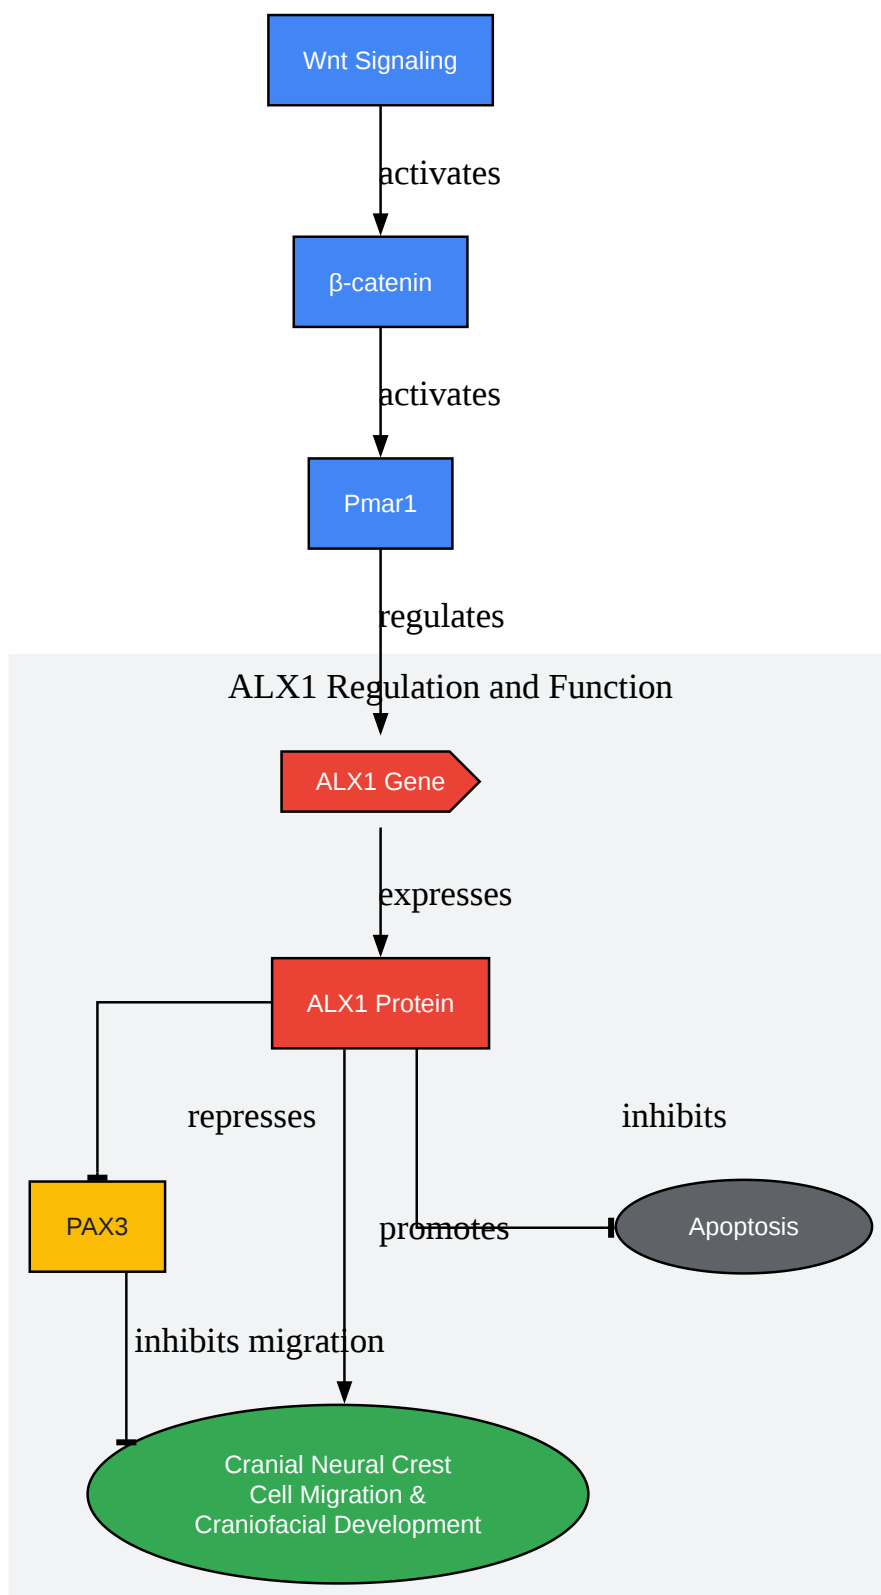 Wnt Signaling
activates
β-catenin
activates
Pmar1
regulates
ALX1 Regulation and Function
ALX1 Gene
expresses
ALX1 Protein
represses
inhibits
PAX3
promotes
Apoptosis
inhibits migration
Cranial Neural Crest
Cell Migration &
Craniofacial Development